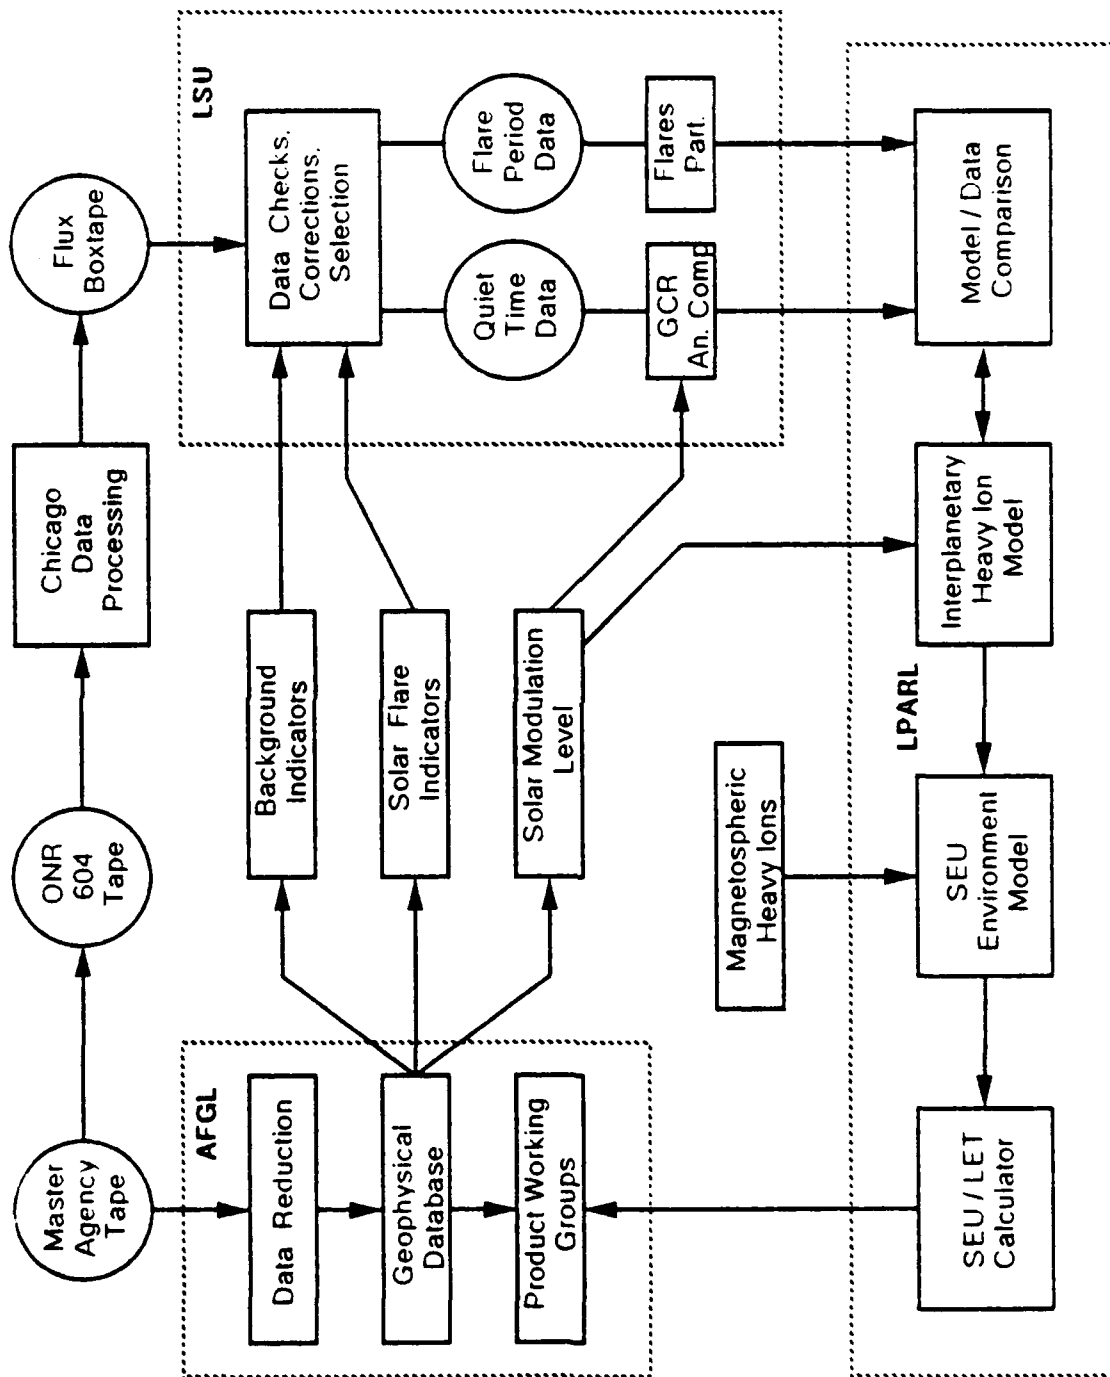 Master
Agency
Tape
ONR
604
Tape
Chicago
Data
Processing
Flux
Boxtape
AFGL
Data Reduction
Geophysical
Database
Product Working
Groups
Background
Indicators
Solar Flare
Indicators
Solar Modulation
Level
Magnetospheric
Heavy Ions
LSU
Data Checks.
Corrections.
Selection
Quiet
Time
Data
Flare
Period
Data
GCR
An. Comp
Flares
Part.
LPARL
SEU / LET
Calculator
SEU
Environment
Model
Interplanetary
Heavy Ion
Model
Model / Data
Comparison